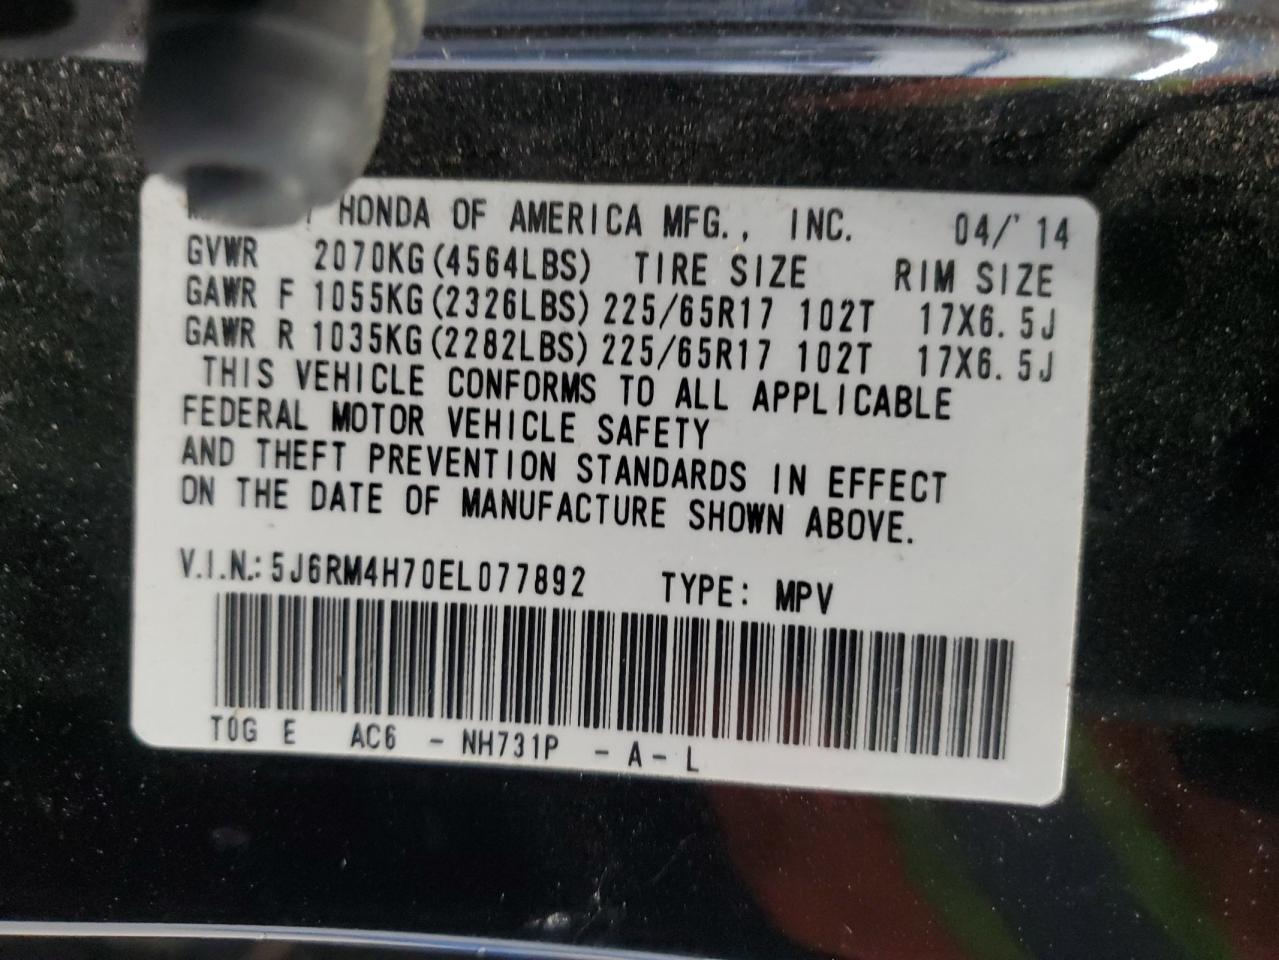 HONDA OF AMERICA MFG., INC. 04/'14
GVWR 2070KG(4564LBS) TIRE SIZE RIM SIZE
GAWR F 1055KG(2326LBS) 225/65R17 102T 17X6.5J
GAWR R 1035KG(2282LBS) 225/65R17 102T 17X6.5J
THIS VEHICLE CONFORMS TO ALL APPLICABLE
FEDERAL MOTOR VEHICLE SAFETY
AND THEFT PREVENTION STANDARDS IN EFFECT
ON THE DATE OF MANUFACTURE SHOWN ABOVE.
V.I.N.: 5J6RM4H70EL077892 TYPE: MPV
T0G E AC6 - NH731P - A - L